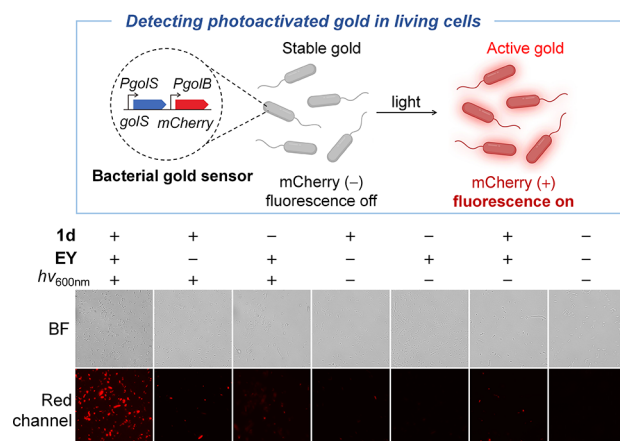 Detecting photoactivated gold in living cells
PgolS PgolB
golS mCherry
Bacterial gold sensor
Stable gold
mCherry (−)
fluorescence off
light
Active gold
mCherry (+)
fluorescence on
1d + + − + − + −
EY + − + − + + −
hv600nm + + + − − − −
BF
Red
channel